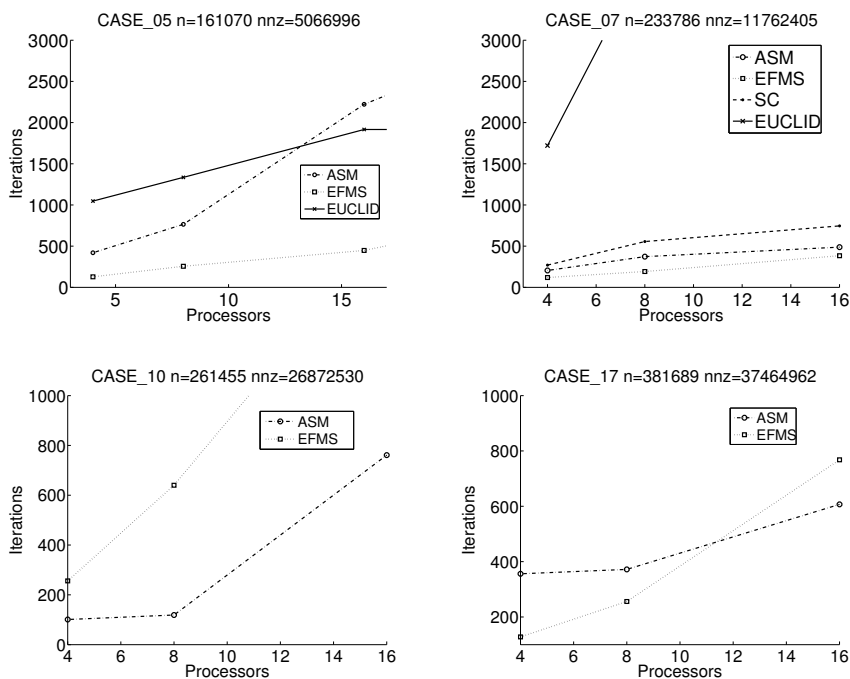 CASE_05 n=161070 nnz=5066996
3000
2500
2000
1500
1000
500
0
Iterations
5
10
15
Processors
ASM
EFMS
EUCLID
CASE_07 n=233786 nnz=11762405
3000
2500
2000
1500
1000
500
0
Iterations
4
6
8
10
12
14
16
Processors
ASM
EFMS
SC
EUCLID
CASE_10 n=261455 nnz=26872530
1000
800
600
400
200
0
Iterations
4
6
8
10
12
14
16
Processors
ASM
EFMS
CASE_17 n=381689 nnz=37464962
1000
800
600
400
200
Iterations
4
6
8
10
12
14
16
Processors
ASM
EFMS